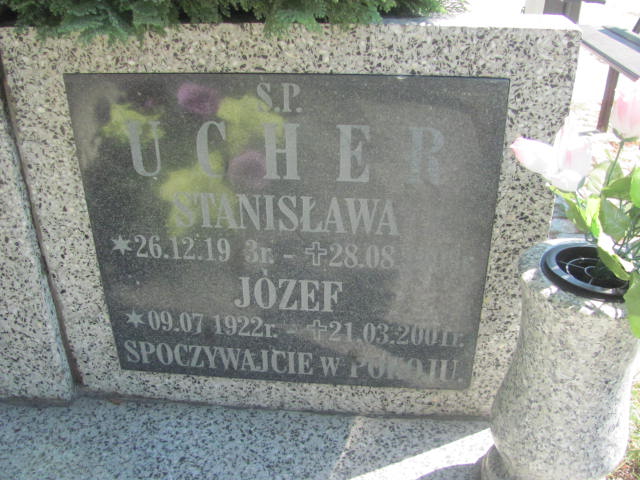 Ś.P.
UCHER
STANISŁAWA
*26.12.19 3r. - ✝28.08
JÓZEF
*09.07 1922r. - ✝21.03.2001r.
SPOCZYWAJCIE W POKOJU